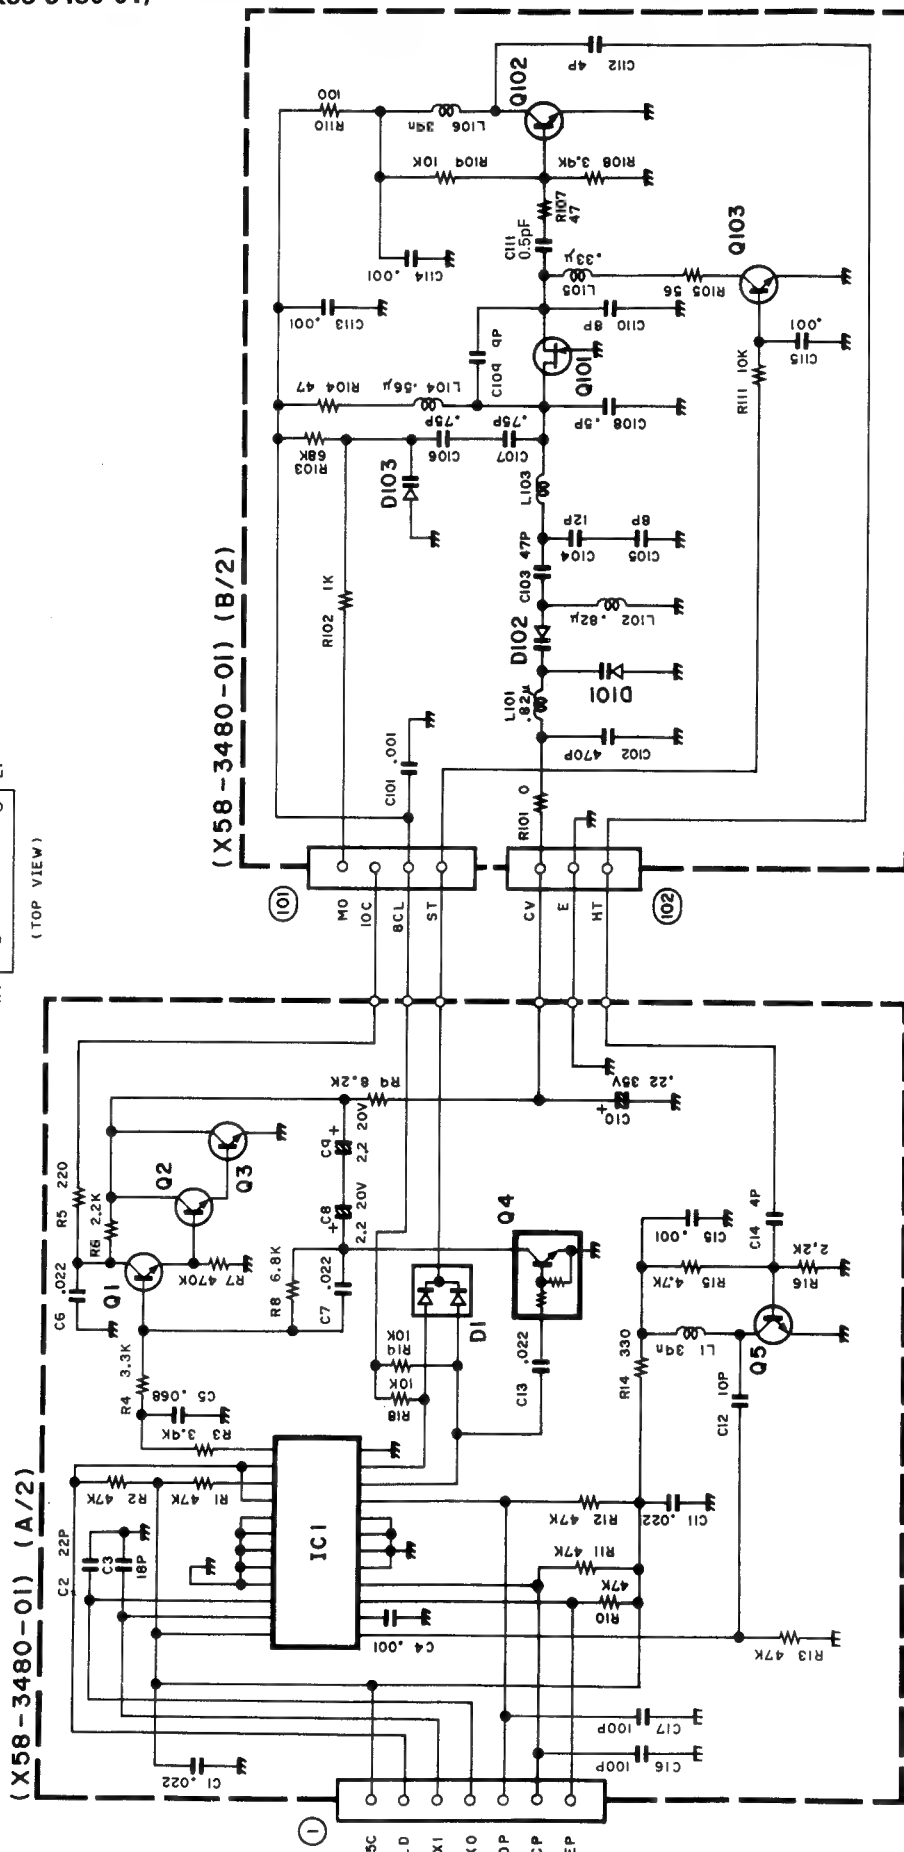 (X58-3480-01) (B/2)
R110
100
L106 39n
Q102
C112
4P
R109 10K
R108 3.9K
R107
47
C111
0.5pF
C114
.001
C113
.001
L105
.33μ
R105 56
Q103
C115
.001
R111 10K
C110
8P
C109 9P
Q101
R104 47
L104 .56μ
C108 .5P
R103
68K
C106
.75P
C107
.75P
D103
L103
C104
12P
C105
8P
C103 47P
R102 1K
D102
L102 .82μ
L101
.82μ
D101
C102
470P
C101 .001
R101 0
101
MO
10C
8CL
ST
CV
E
HT
102
(TOP VIEW)
(X58-3480-01) (A/2)
R5 220
R6 2.2K
C6 .022
Q1
Q2
Q3
R7 470K
R9 8.2K
C9 +
2.2 20V
+C8
2.2 20V
C10 +
.22 35V
R8 6.8K
C7 .022
Q4
R4 3.3K
C5 .068
R3
3.9K
D1
R19
10K
R18
10K
C13 .022
C14 4P
C15
.001
R15
4.7K
R16
2.2K
L1 39n
Q5
R14 330
C12 10P
R2
47K
R1
47K
C2 22P
C3
18P
IC1
R12
47K
C11
.022
R11
47K
R10
47K
C4 .001
R13
47K
C1 .022
C17
100P
C16
100P
1
5C
LD
X1
XO
DP
CP
EP